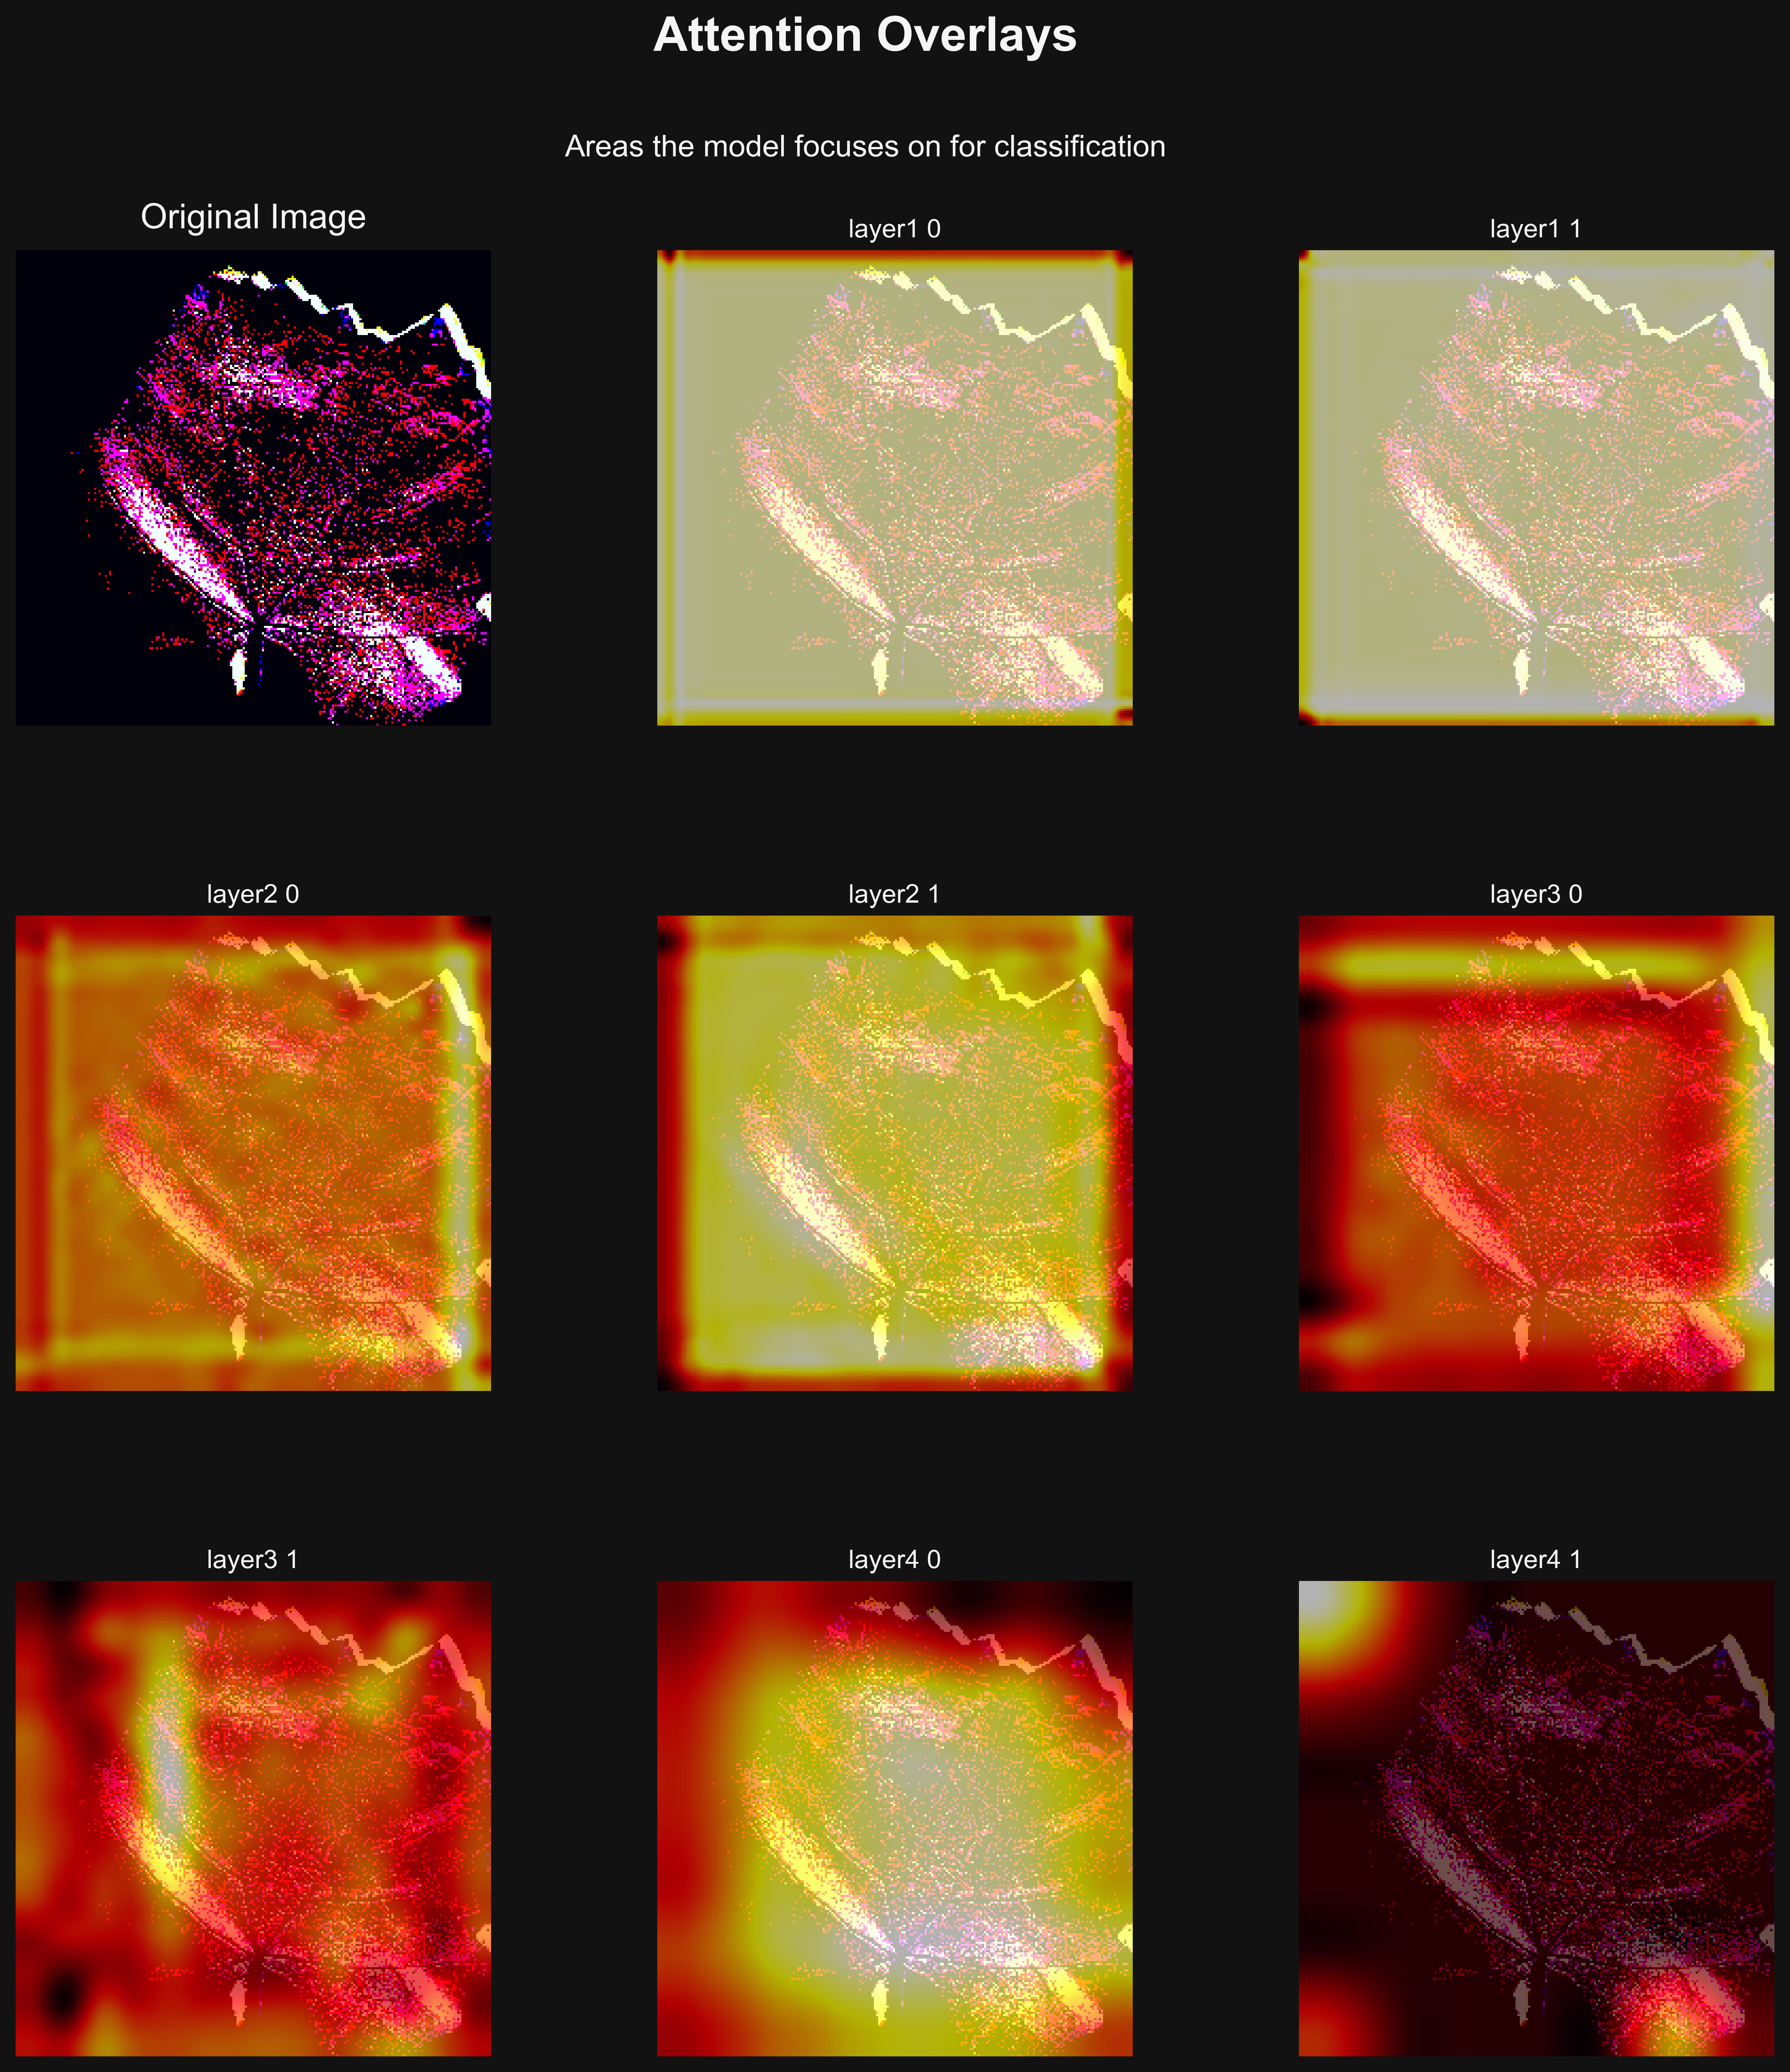 Attention Overlays
Areas the model focuses on for classification
Original Image
layer1 0
layer1 1
layer2 0
layer2 1
layer3 0
layer3 1
layer4 0
layer4 1